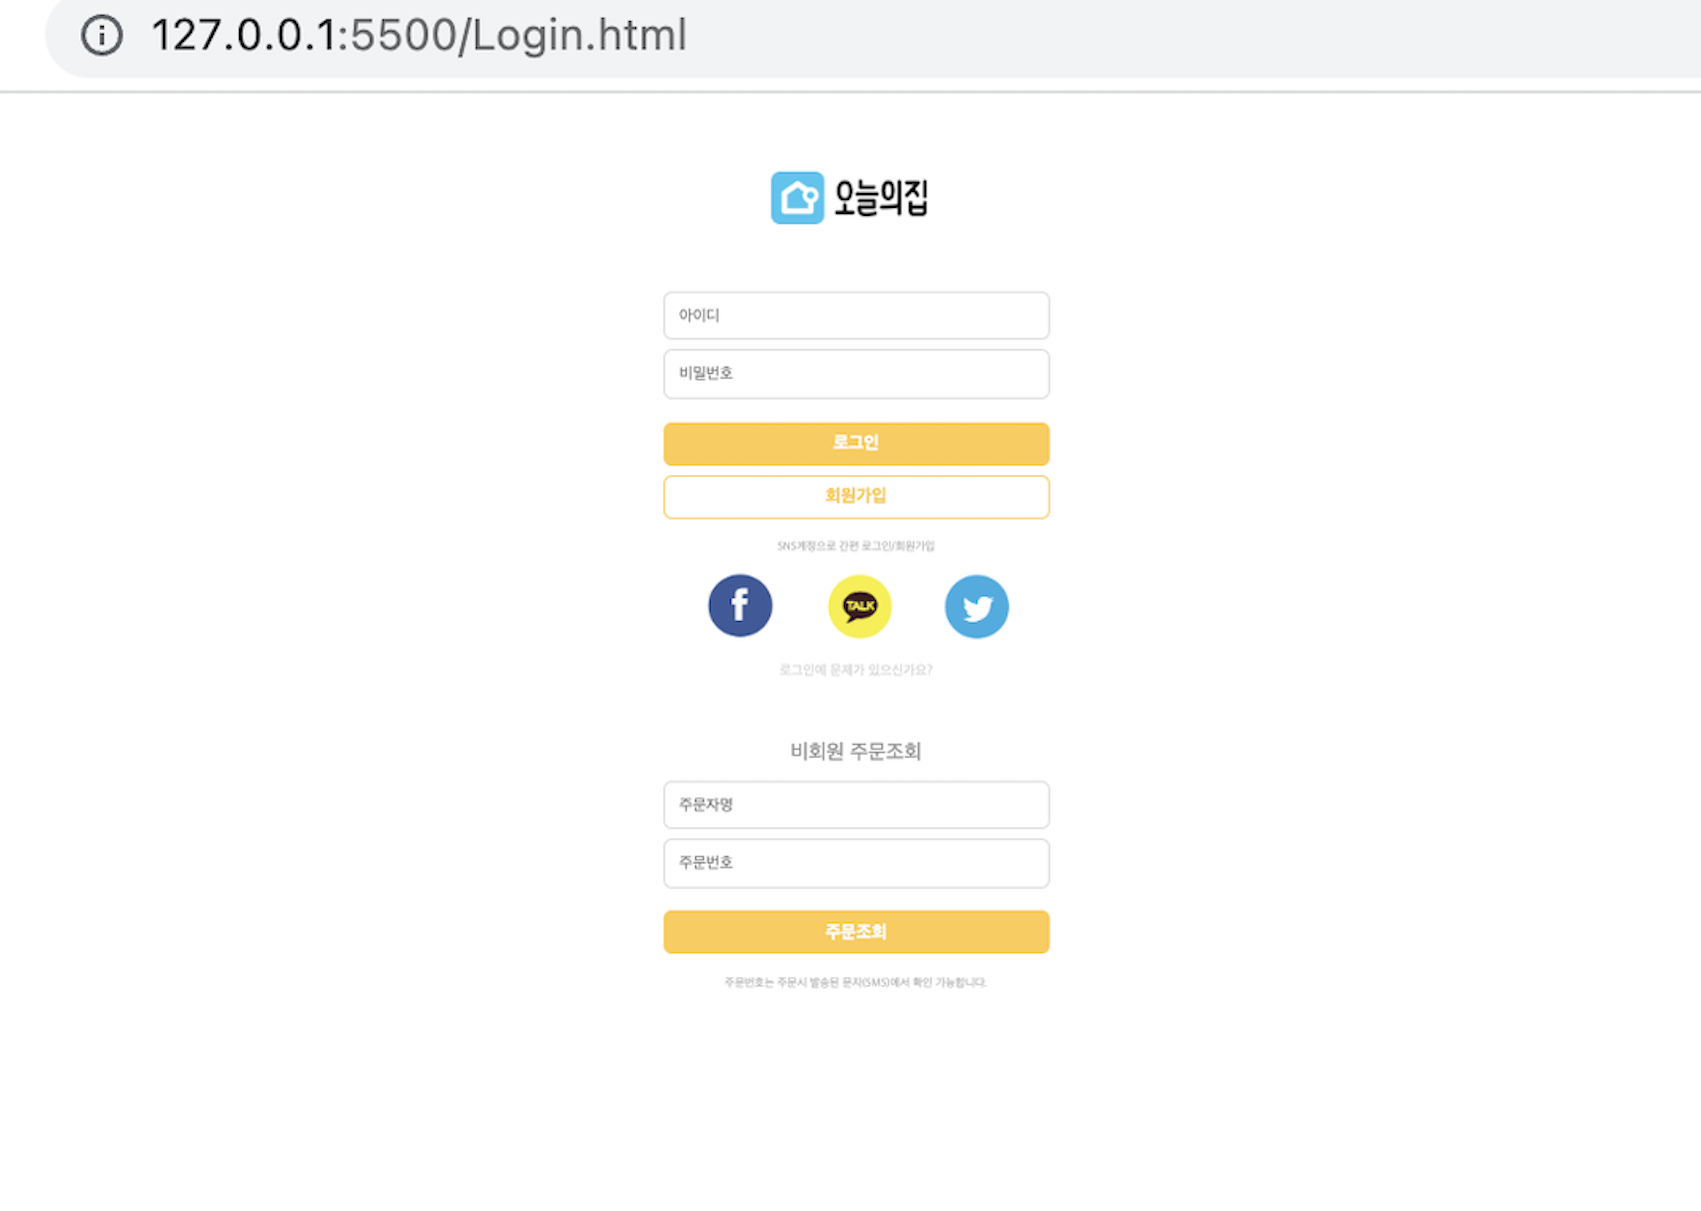 127.0.0.1:5500/Login.html
오늘의집
아이디
비밀번호
로그인
회원가입
SNS계정으로 간편 로그인/회원가입
f
TALK
로그인에 문제가 있으신가요?
비회원 주문조회
주문자명
주문번호
주문조회
주문번호는 주문시 발송된 문자(SMS)에서 확인 가능합니다.